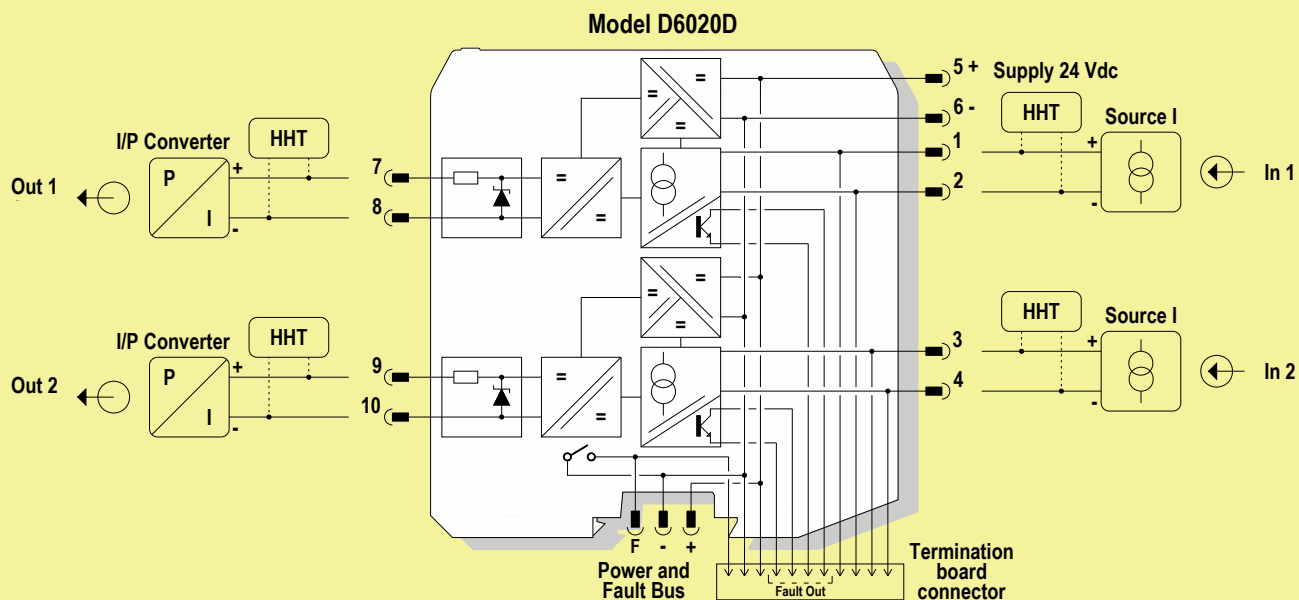 Model D6020D
5 + Supply 24 Vdc
6 -
I/P Converter
HHT
+
P
I
-
Out 1
7
8
=
=
=
=
=
1
2
HHT
Source I
+
-
In 1
I/P Converter
HHT
+
P
I
-
Out 2
9
10
=
=
=
=
=
3
4
HHT
Source I
+
-
In 2
F - +
Power and
Fault Bus
Fault Out
Termination
board
connector